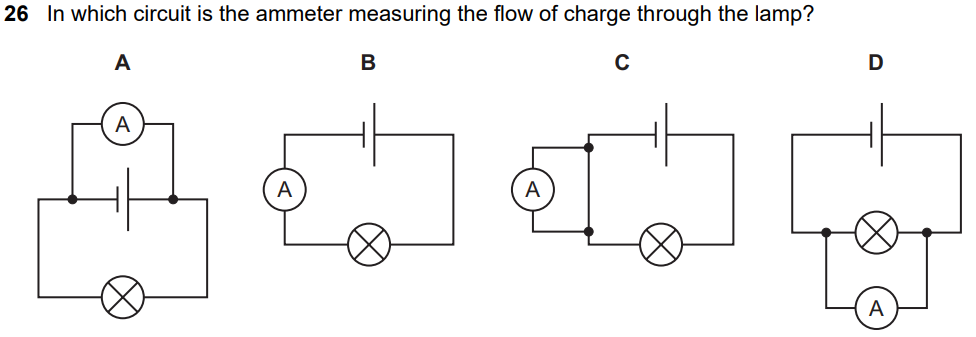 26 In which circuit is the ammeter measuring the flow of charge through the lamp?
A B C D
A
A
A
A